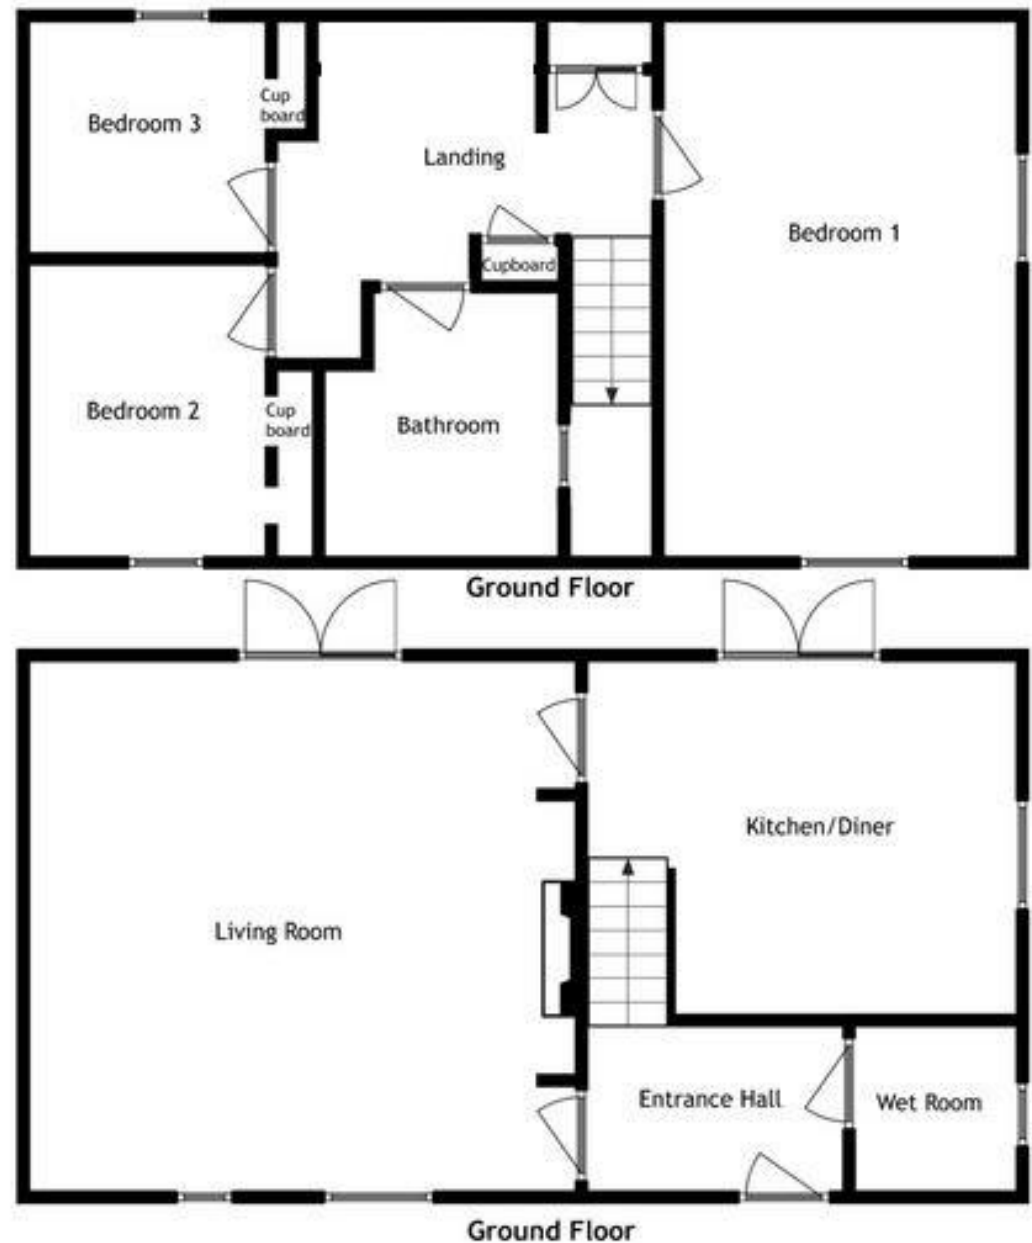 Cup
board
Bedroom 3
Landing
Bedroom 1
Cupboard
Bedroom 2
Cup
board
Bathroom
Ground Floor
Kitchen/Diner
Living Room
Entrance Hall
Wet Room
Ground Floor